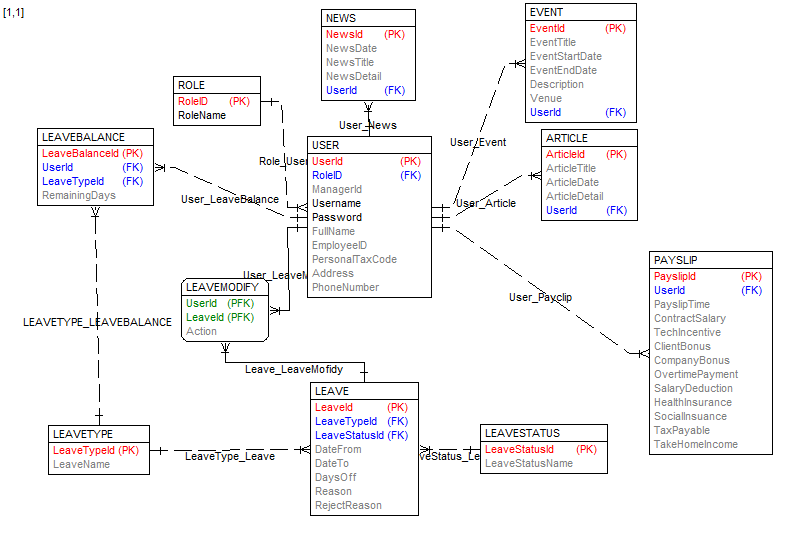 [1,1]
NEWS
NewsId (PK)
NewsDate
NewsTitle
NewsDetail
UserId (FK)
EVENT
EventId (PK)
EventTitle
EventStartDate
EventEndDate
Description
Venue
UserId (FK)
ROLE
RoleID (PK)
RoleName
User_News
User_Event
LEAVEBALANCE
LeaveBalanceId (PK)
UserId (FK)
LeaveTypeId (FK)
RemainingDays
Role_User
User_LeaveBalance
USER
UserId (PK)
RoleID (FK)
ManagerId
Username
Password
FullName
EmployeeID
PersonalTaxCode
Address
PhoneNumber
ARTICLE
ArticleId (PK)
ArticleTitle
ArticleDate
ArticleDetail
UserId (FK)
User_Article
User_LeaveM
LEAVEMODIFY
UserId (PFK)
LeaveId (PFK)
Action
User_Payclip
PAYSLIP
PayslipId (PK)
UserId (FK)
PayslipTime
ContractSalary
TechIncentive
ClientBonus
CompanyBonus
OvertimePayment
SalaryDeduction
HealthInsurance
SocialInsuance
TaxPayable
TakeHomeIncome
LEAVETYPE_LEAVEBALANCE
Leave_LeaveMofidy
LEAVE
LeaveId (PK)
LeaveTypeId (FK)
LeaveStatusId (FK)
DateFrom
DateTo
DaysOff
Reason
RejectReason
LEAVETYPE
LeaveTypeId (PK)
LeaveName
LeaveType_Leave
veStatus_Le
LEAVESTATUS
LeaveStatusId (PK)
LeaveStatusName